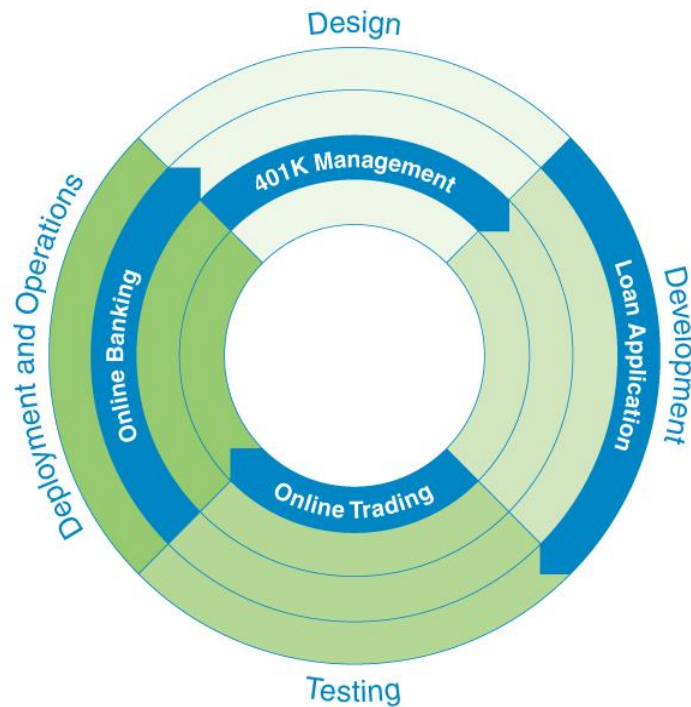 Design
401K Management
Deployment and Operations
Online Banking
Loan Application
Development
Online Trading
Testing